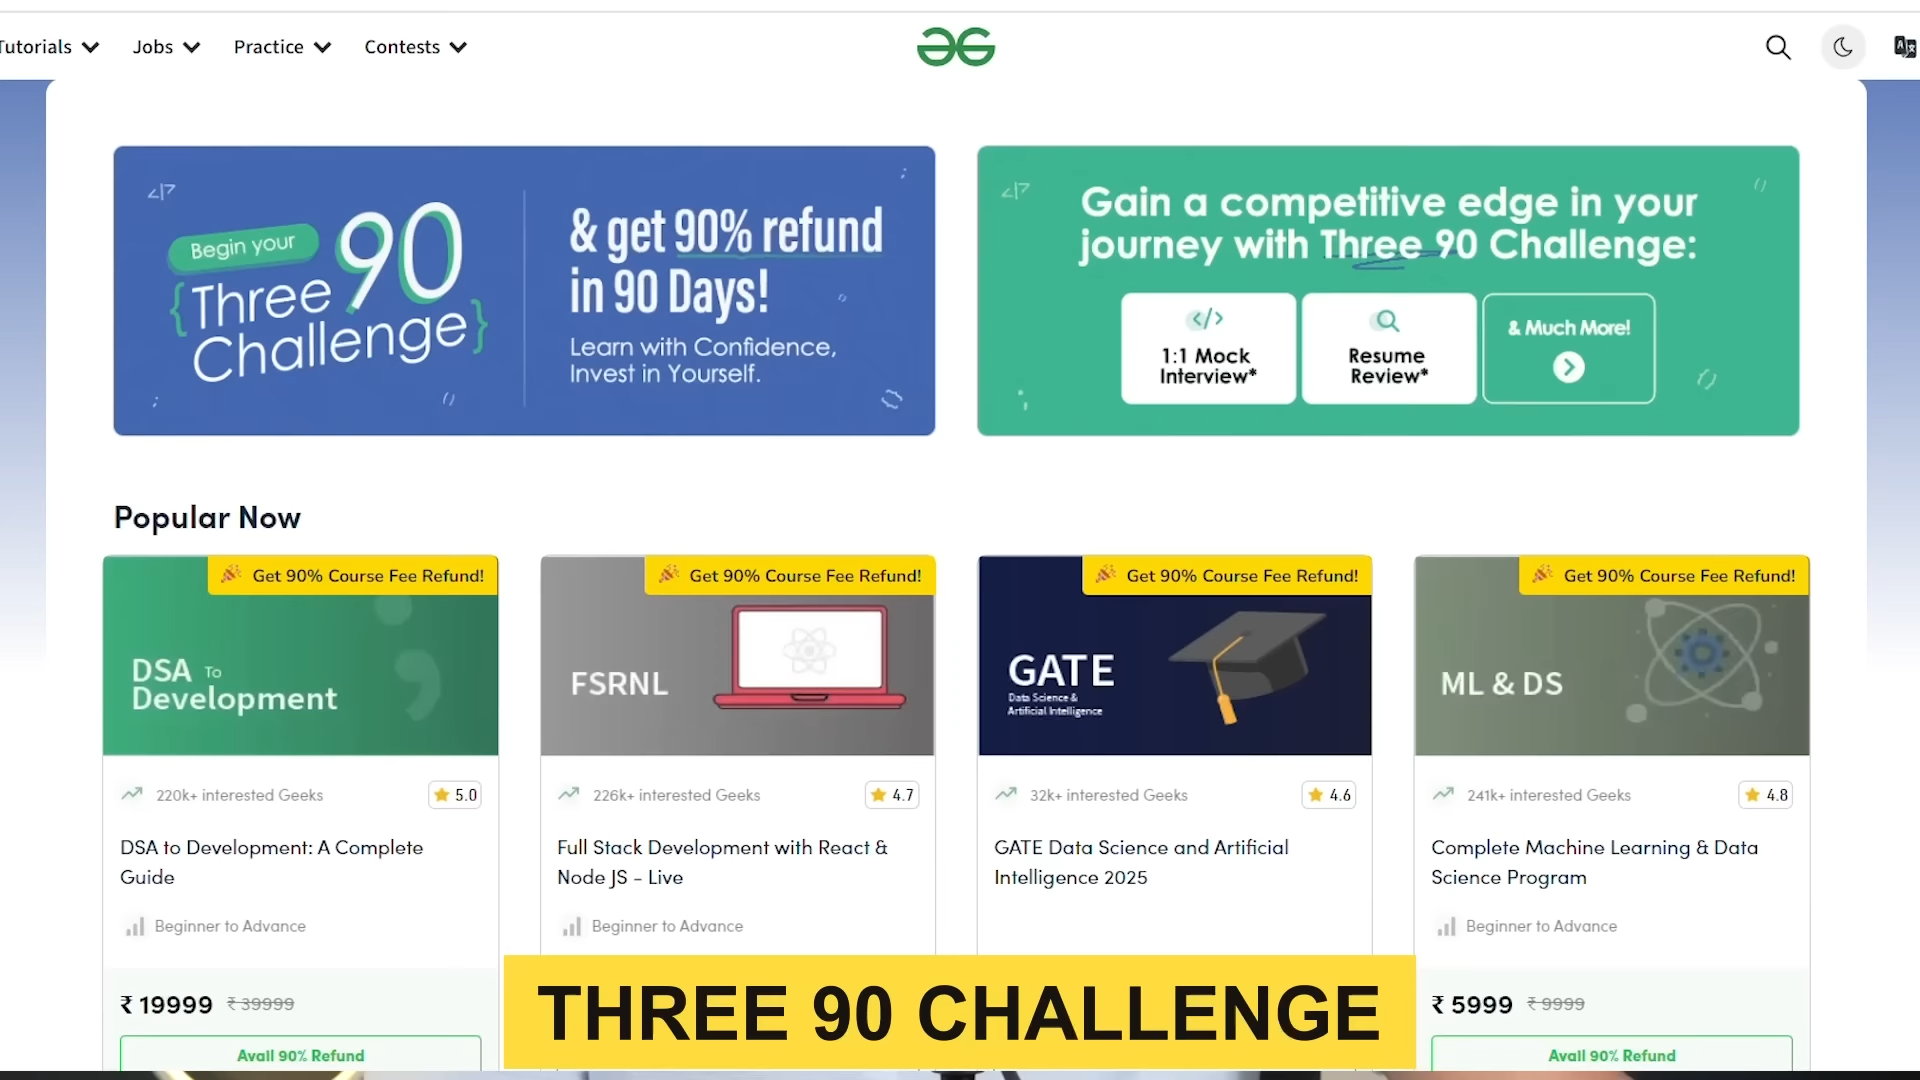 Tutorials
Jobs
Practice
Contests
Begin your
{Three 90
Challenge}
& get 90% refund
in 90 Days!
Learn with Confidence,
Invest in Yourself.
Gain a competitive edge in your
journey with Three 90 Challenge:
</>
1:1 Mock
Interview*
Resume
Review*
& Much More!
Popular Now
Get 90% Course Fee Refund!
DSA To
Development
220k+ interested Geeks
5.0
DSA to Development: A Complete
Guide
Beginner to Advance
₹ 19999 ₹ 39999
Avail 90% Refund
Get 90% Course Fee Refund!
FSRNL
226k+ interested Geeks
4.7
Full Stack Development with React &
Node JS - Live
Beginner to Advance
Get 90% Course Fee Refund!
GATE
Data Science &
Artificial Intelligence
32k+ interested Geeks
4.6
GATE Data Science and Artificial
Intelligence 2025
Get 90% Course Fee Refund!
ML & DS
241k+ interested Geeks
4.8
Complete Machine Learning & Data
Science Program
Beginner to Advance
₹ 5999 ₹ 9999
Avail 90% Refund
THREE 90 CHALLENGE